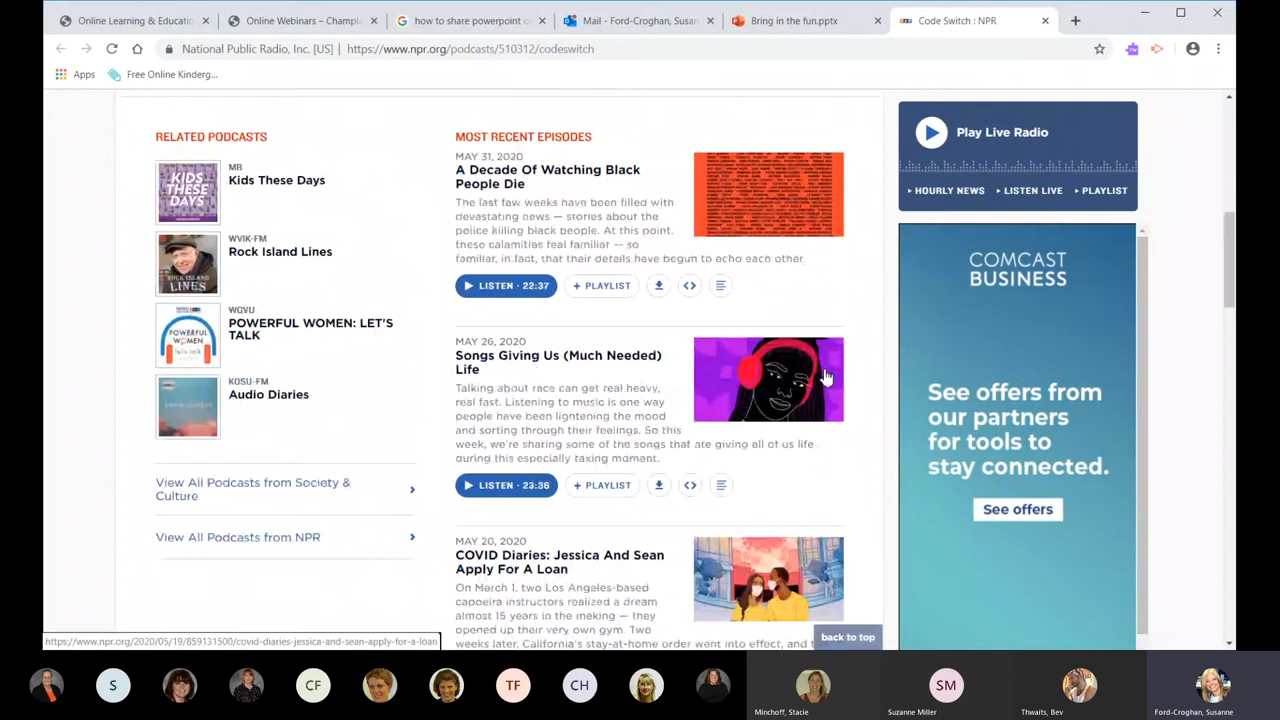 Online Learning & Educatio
Online Webinars – Champla
how to share powerpoint o
Mail - Ford-Croghan, Susan
Bring in the fun.pptx
Code Switch : NPR
National Public Radio, Inc. [US] | https://www.npr.org/podcasts/510312/codeswitch
Apps
Free Online Kinderg...
RELATED PODCASTS
KIDS THESE DAYS
MB
Kids These Days
ROCK ISLAND LINES
WVIK-FM
Rock Island Lines
POWERFUL WOMEN let's talk
WGVU
POWERFUL WOMEN: LET'S
TALK
KOSU-FM
Audio Diaries
View All Podcasts from Society &
Culture
View All Podcasts from NPR
MOST RECENT EPISODES
MAY 31, 2020
A Decade Of Watching Black
People Die
The last few weeks have been filled with
devastating news — stories about the
police killing black people. At this point,
these calamities feel familiar — so
familiar, in fact, that their details have begun to echo each other.
LISTEN · 22:37
+ PLAYLIST
MAY 26, 2020
Songs Giving Us (Much Needed)
Life
Talking about race can get real heavy,
real fast. Listening to music is one way
people have been lightening the mood
and sorting through their feelings. So this
week, we're sharing some of the songs that are giving all of us life
during this especially taxing moment.
LISTEN · 23:36
+ PLAYLIST
MAY 20, 2020
COVID Diaries: Jessica And Sean
Apply For A Loan
On March 1, two Los Angeles-based
capoeira instructors realized a dream
almost 15 years in the making — they
opened up their very own gym. Two
weeks later, California's stay-at-home order went into effect, and
back to top
Play Live Radio
HOURLY NEWS
LISTEN LIVE
PLAYLIST
COMCAST
BUSINESS
See offers from
our partners
for tools to
stay connected.
See offers
https://www.npr.org/2020/05/19/859131500/covid-diaries-jessica-and-sean-apply-for-a-loan
S
CF
TF
CH
SM
Minchoff, Stacie
Suzanne Miller
Thwaits, Bev
Ford-Croghan, Susanne